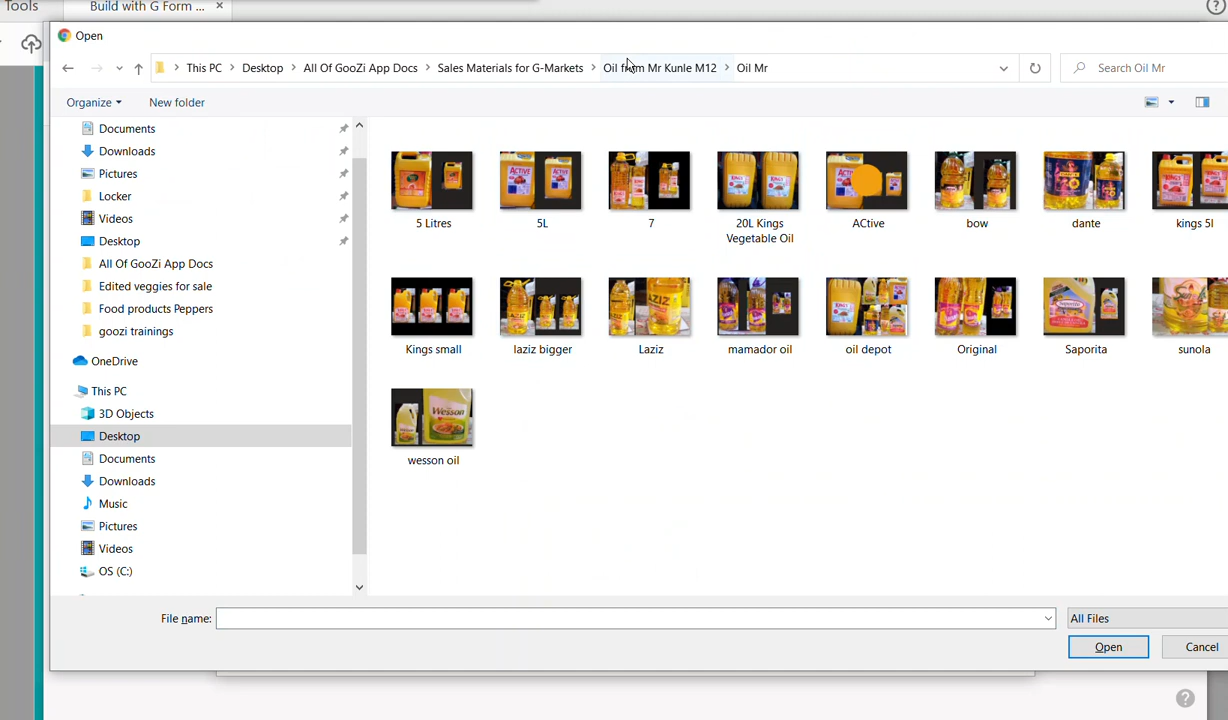 Tools
Build with G Form ... ×
Open
This PC > Desktop > All Of GooZi App Docs > Sales Materials for G-Markets > Oil from Mr Kunle M12 > Oil Mr
Search Oil Mr
Organize
New folder
Documents
Downloads
Pictures
Locker
Videos
Desktop
All Of GooZi App Docs
Edited veggies for sale
Food products Peppers
goozi trainings
OneDrive
This PC
3D Objects
Desktop
Documents
Downloads
Music
Pictures
Videos
OS (C:)
5 Litres
5L
7
20L Kings
Vegetable Oil
ACtive
bow
dante
kings 5l
Kings small
laziz bigger
Laziz
mamador oil
oil depot
Original
Saporita
sunola
wesson oil
File name:
All Files
Open
Cancel